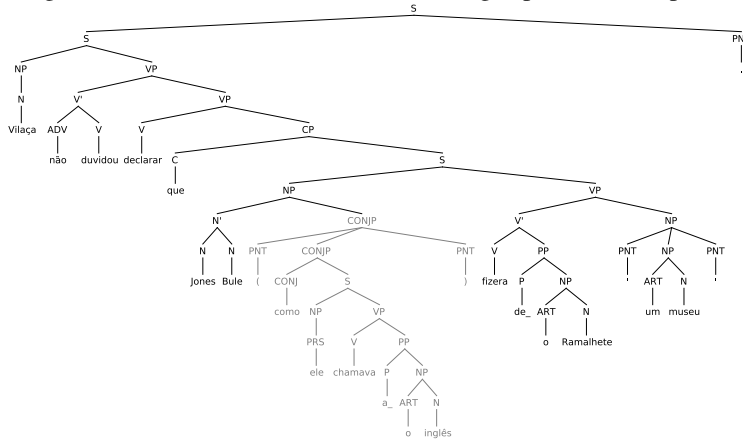 S
S PN
NP VP .
N V' VP
Vilaça ADV V V CP
não duvidou declarar C S
que NP VP
N' CONJP V' NP
N N PNT CONJP PNT V PP PNT NP PNT
Jones Bule ( CONJ S ) fizera P NP ' ART N '
como NP VP de_ ART N um museu
PRS V PP o Ramalhete
ele chamava P NP
a_ ART N
o inglês